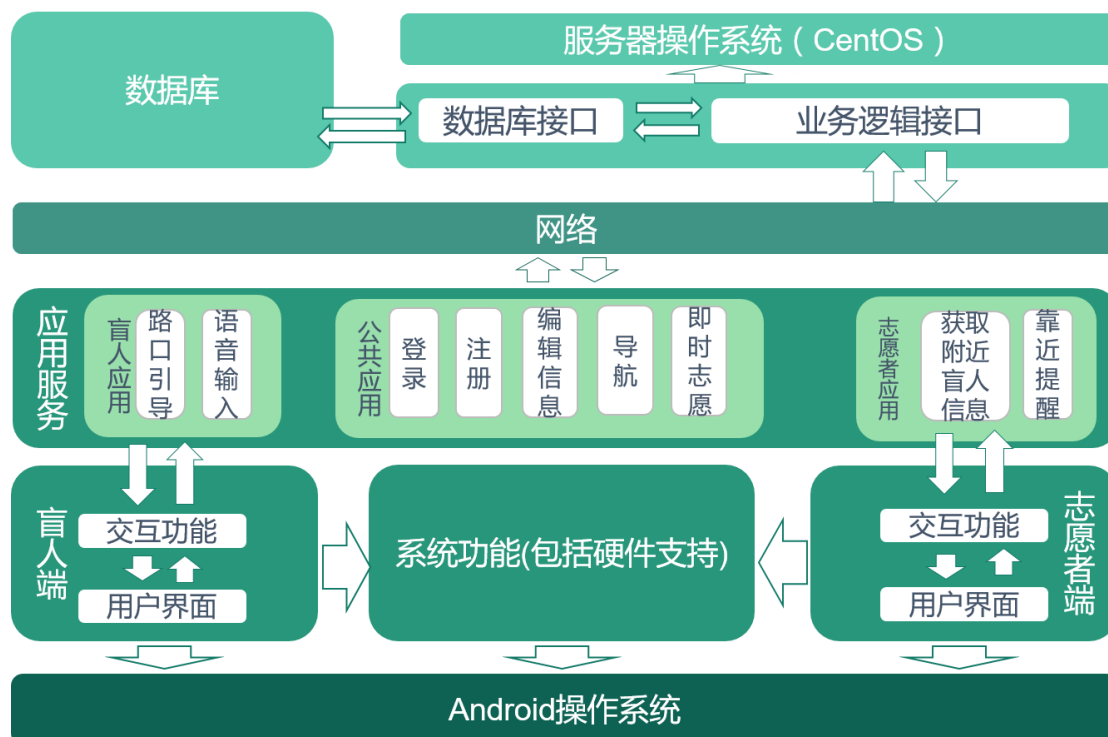 数据库
服务器操作系统（CentOS）
数据库接口
业务逻辑接口
网络
应用服务
盲人应用
路口引导
语音输入
公共应用
登录
注册
编辑信息
导航
即时志愿
志愿者应用
获取
附近
盲人
信息
靠近提醒
盲人端
交互功能
用户界面
系统功能(包括硬件支持)
志愿者端
交互功能
用户界面
Android操作系统